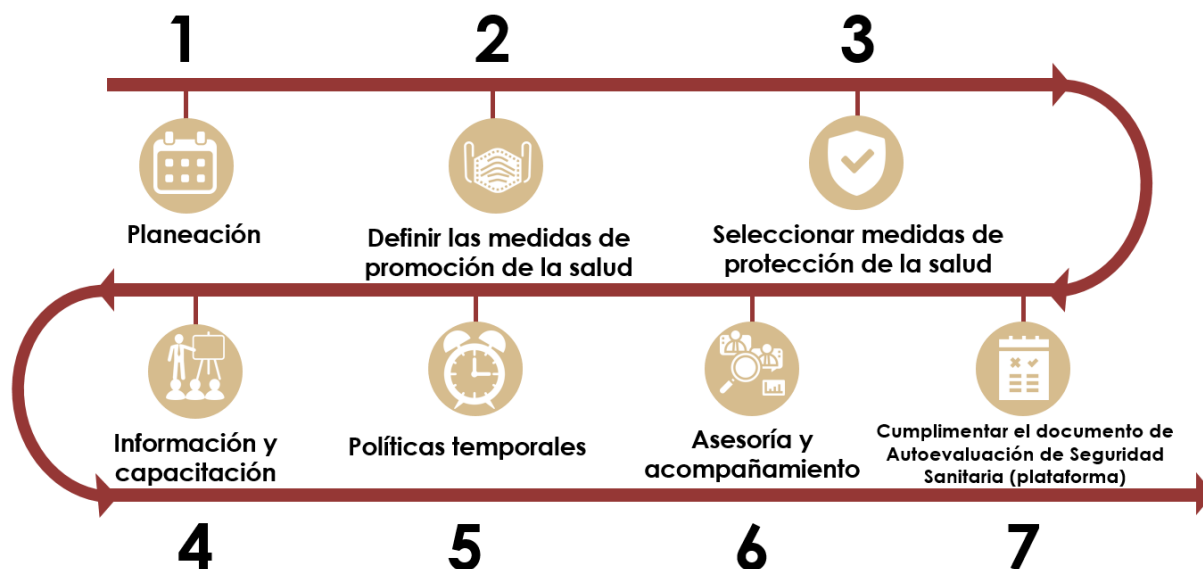 1
2
3
Planeación
Definir las medidas de
promoción de la salud
Seleccionar medidas de
protección de la salud
Información y
capacitación
Políticas temporales
Asesoría y
acompañamiento
Cumplimentar el documento de
Autoevaluación de Seguridad
Sanitaria (plataforma)
4
5
6
7